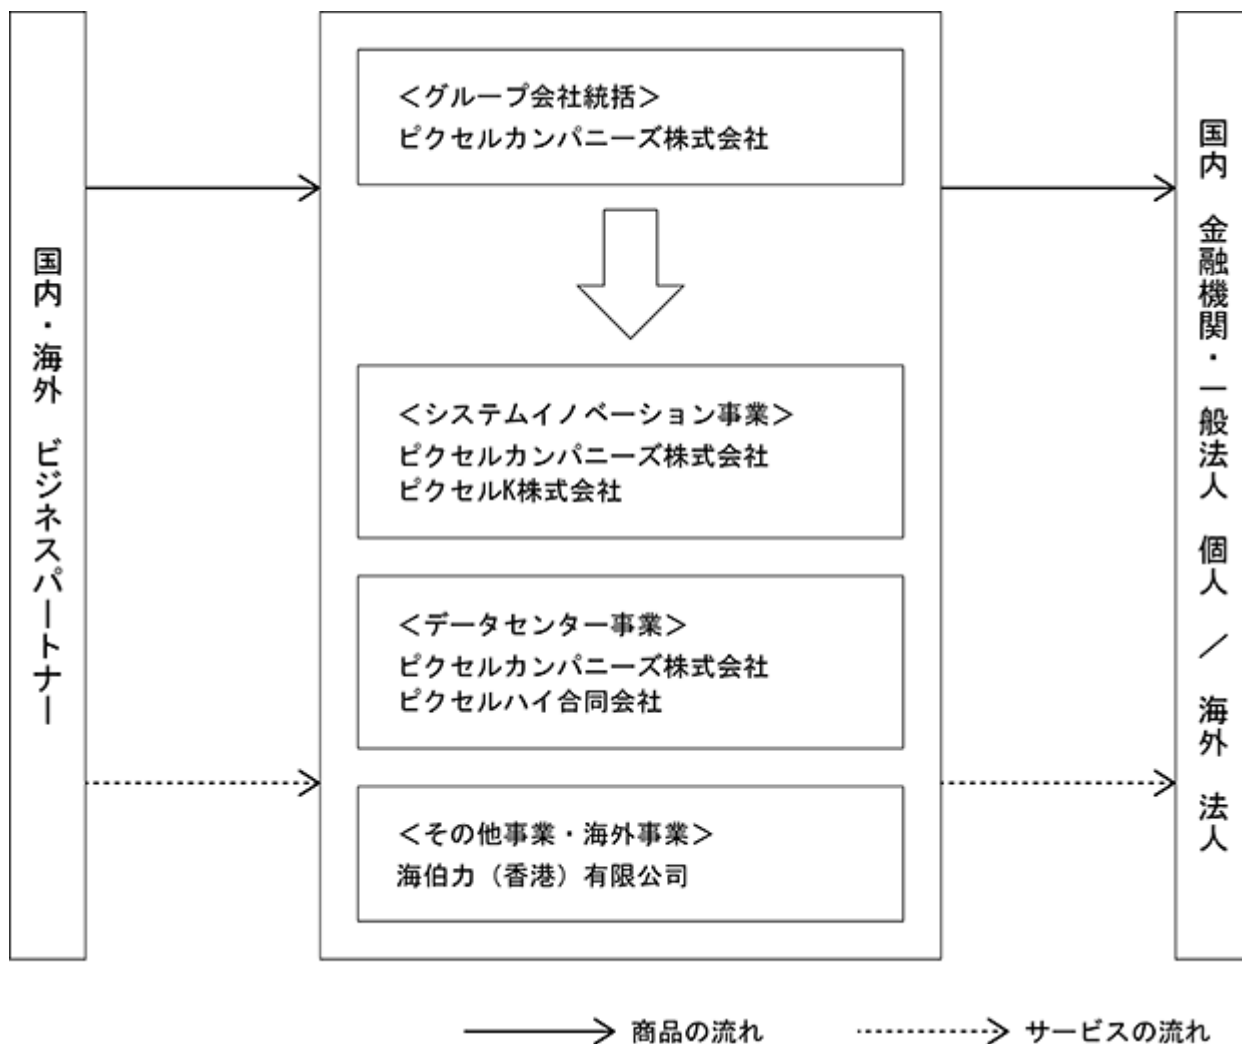 国内・海外　ビジネスパートナー
＜グループ会社統括＞
ピクセルカンパニーズ株式会社
＜システムイノベーション事業＞
ピクセルカンパニーズ株式会社
ピクセルK株式会社
＜データセンター事業＞
ピクセルカンパニーズ株式会社
ピクセルハイ合同会社
＜その他事業・海外事業＞
海伯力（香港）有限公司
国内　金融機関・一般法人　個人　／　海外　法人
商品の流れ
サービスの流れ